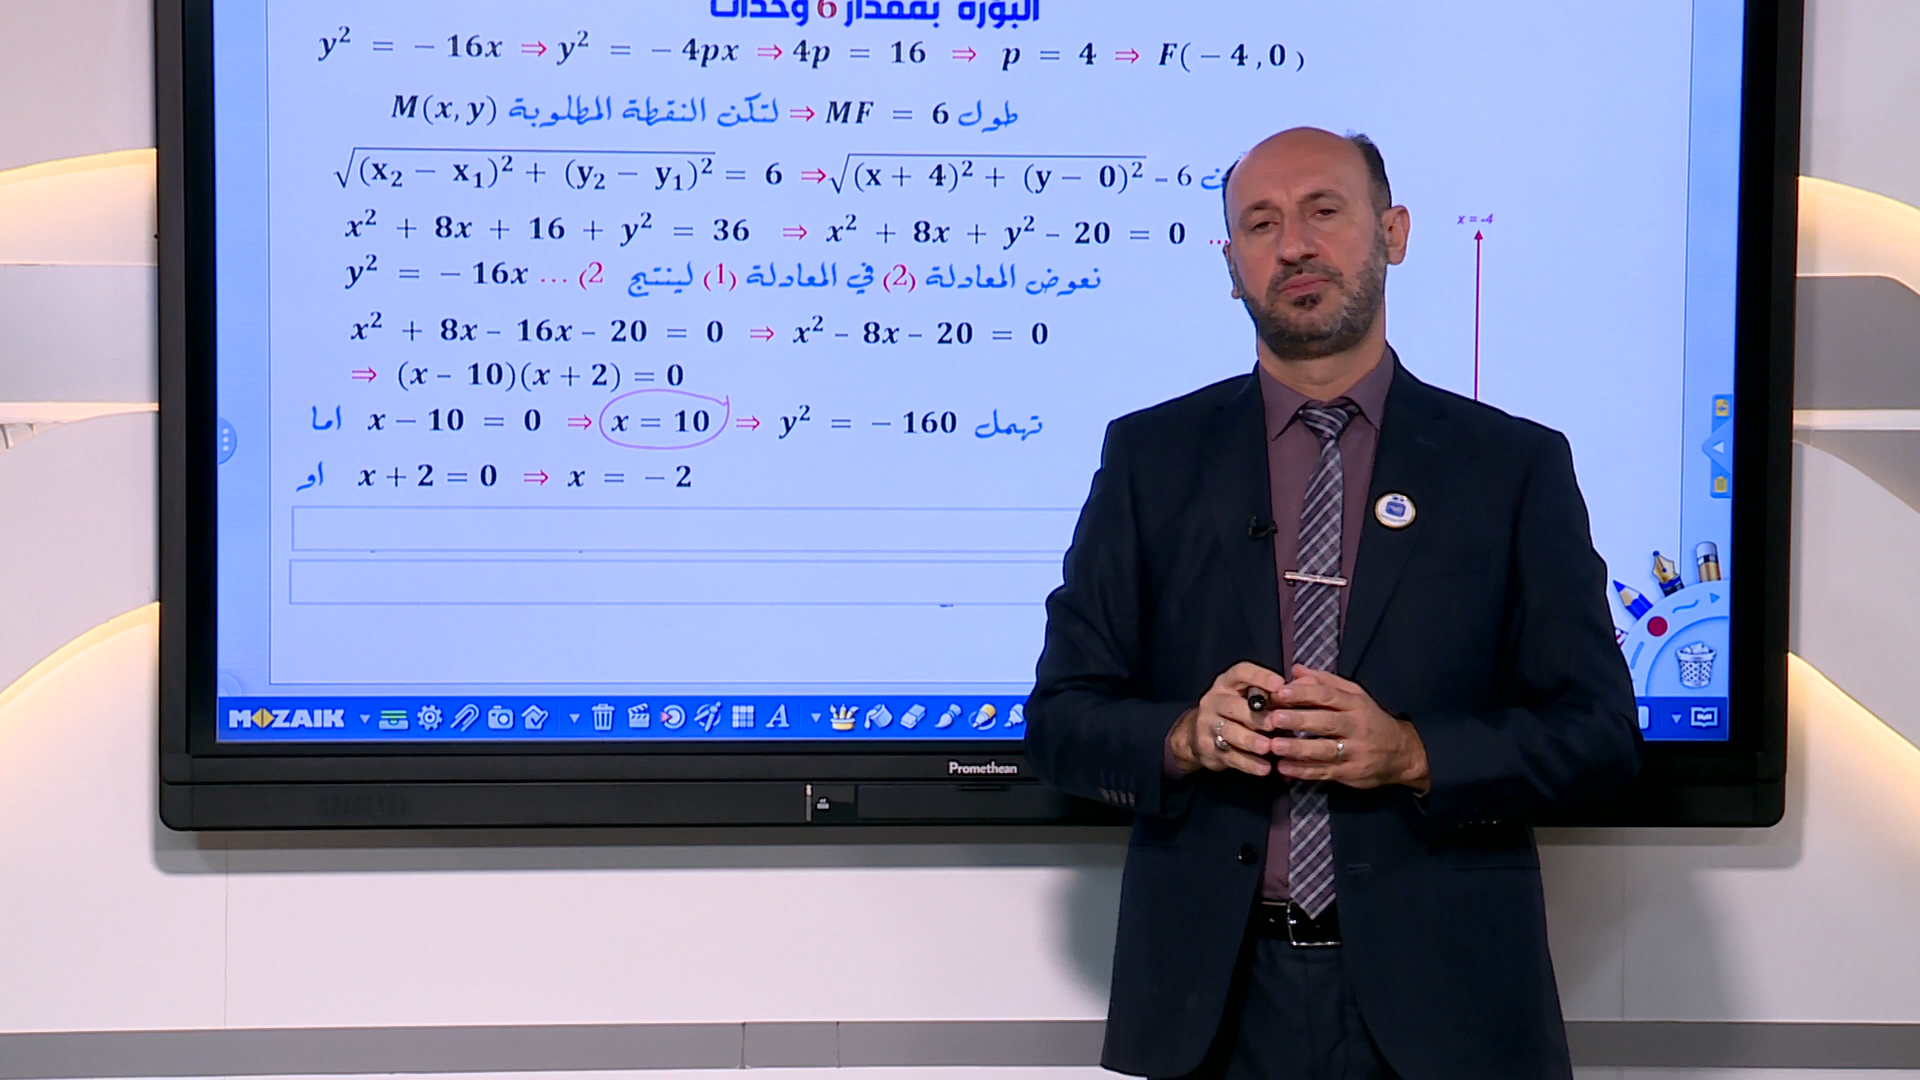 البؤرة بمقدار 6 وحدات
y² = − 16x ⇒ y² = − 4px ⇒ 4p = 16 ⇒ p = 4 ⇒ F(− 4,0)
لتكن النقطة المطلوبة M(x,y) ⇒ MF = 6 طول
√(x₂ − x₁)² + (y₂ − y₁)² = 6 ⇒ √(x + 4)² + (y − 0)² − 6
x² + 8x + 16 + y² = 36 ⇒ x² + 8x + y² − 20 = 0 ...
x = -4
y² = − 16x ... (2 نعوض المعادلة (2) في المعادلة (1) لينتج
x² + 8x − 16x − 20 = 0 ⇒ x² − 8x − 20 = 0
⇒ (x − 10)(x + 2) = 0
اما x − 10 = 0 ⇒ x = 10 ⇒ y² = − 160 تهمل
او x + 2 = 0 ⇒ x = − 2
MOZAIK
Promethean